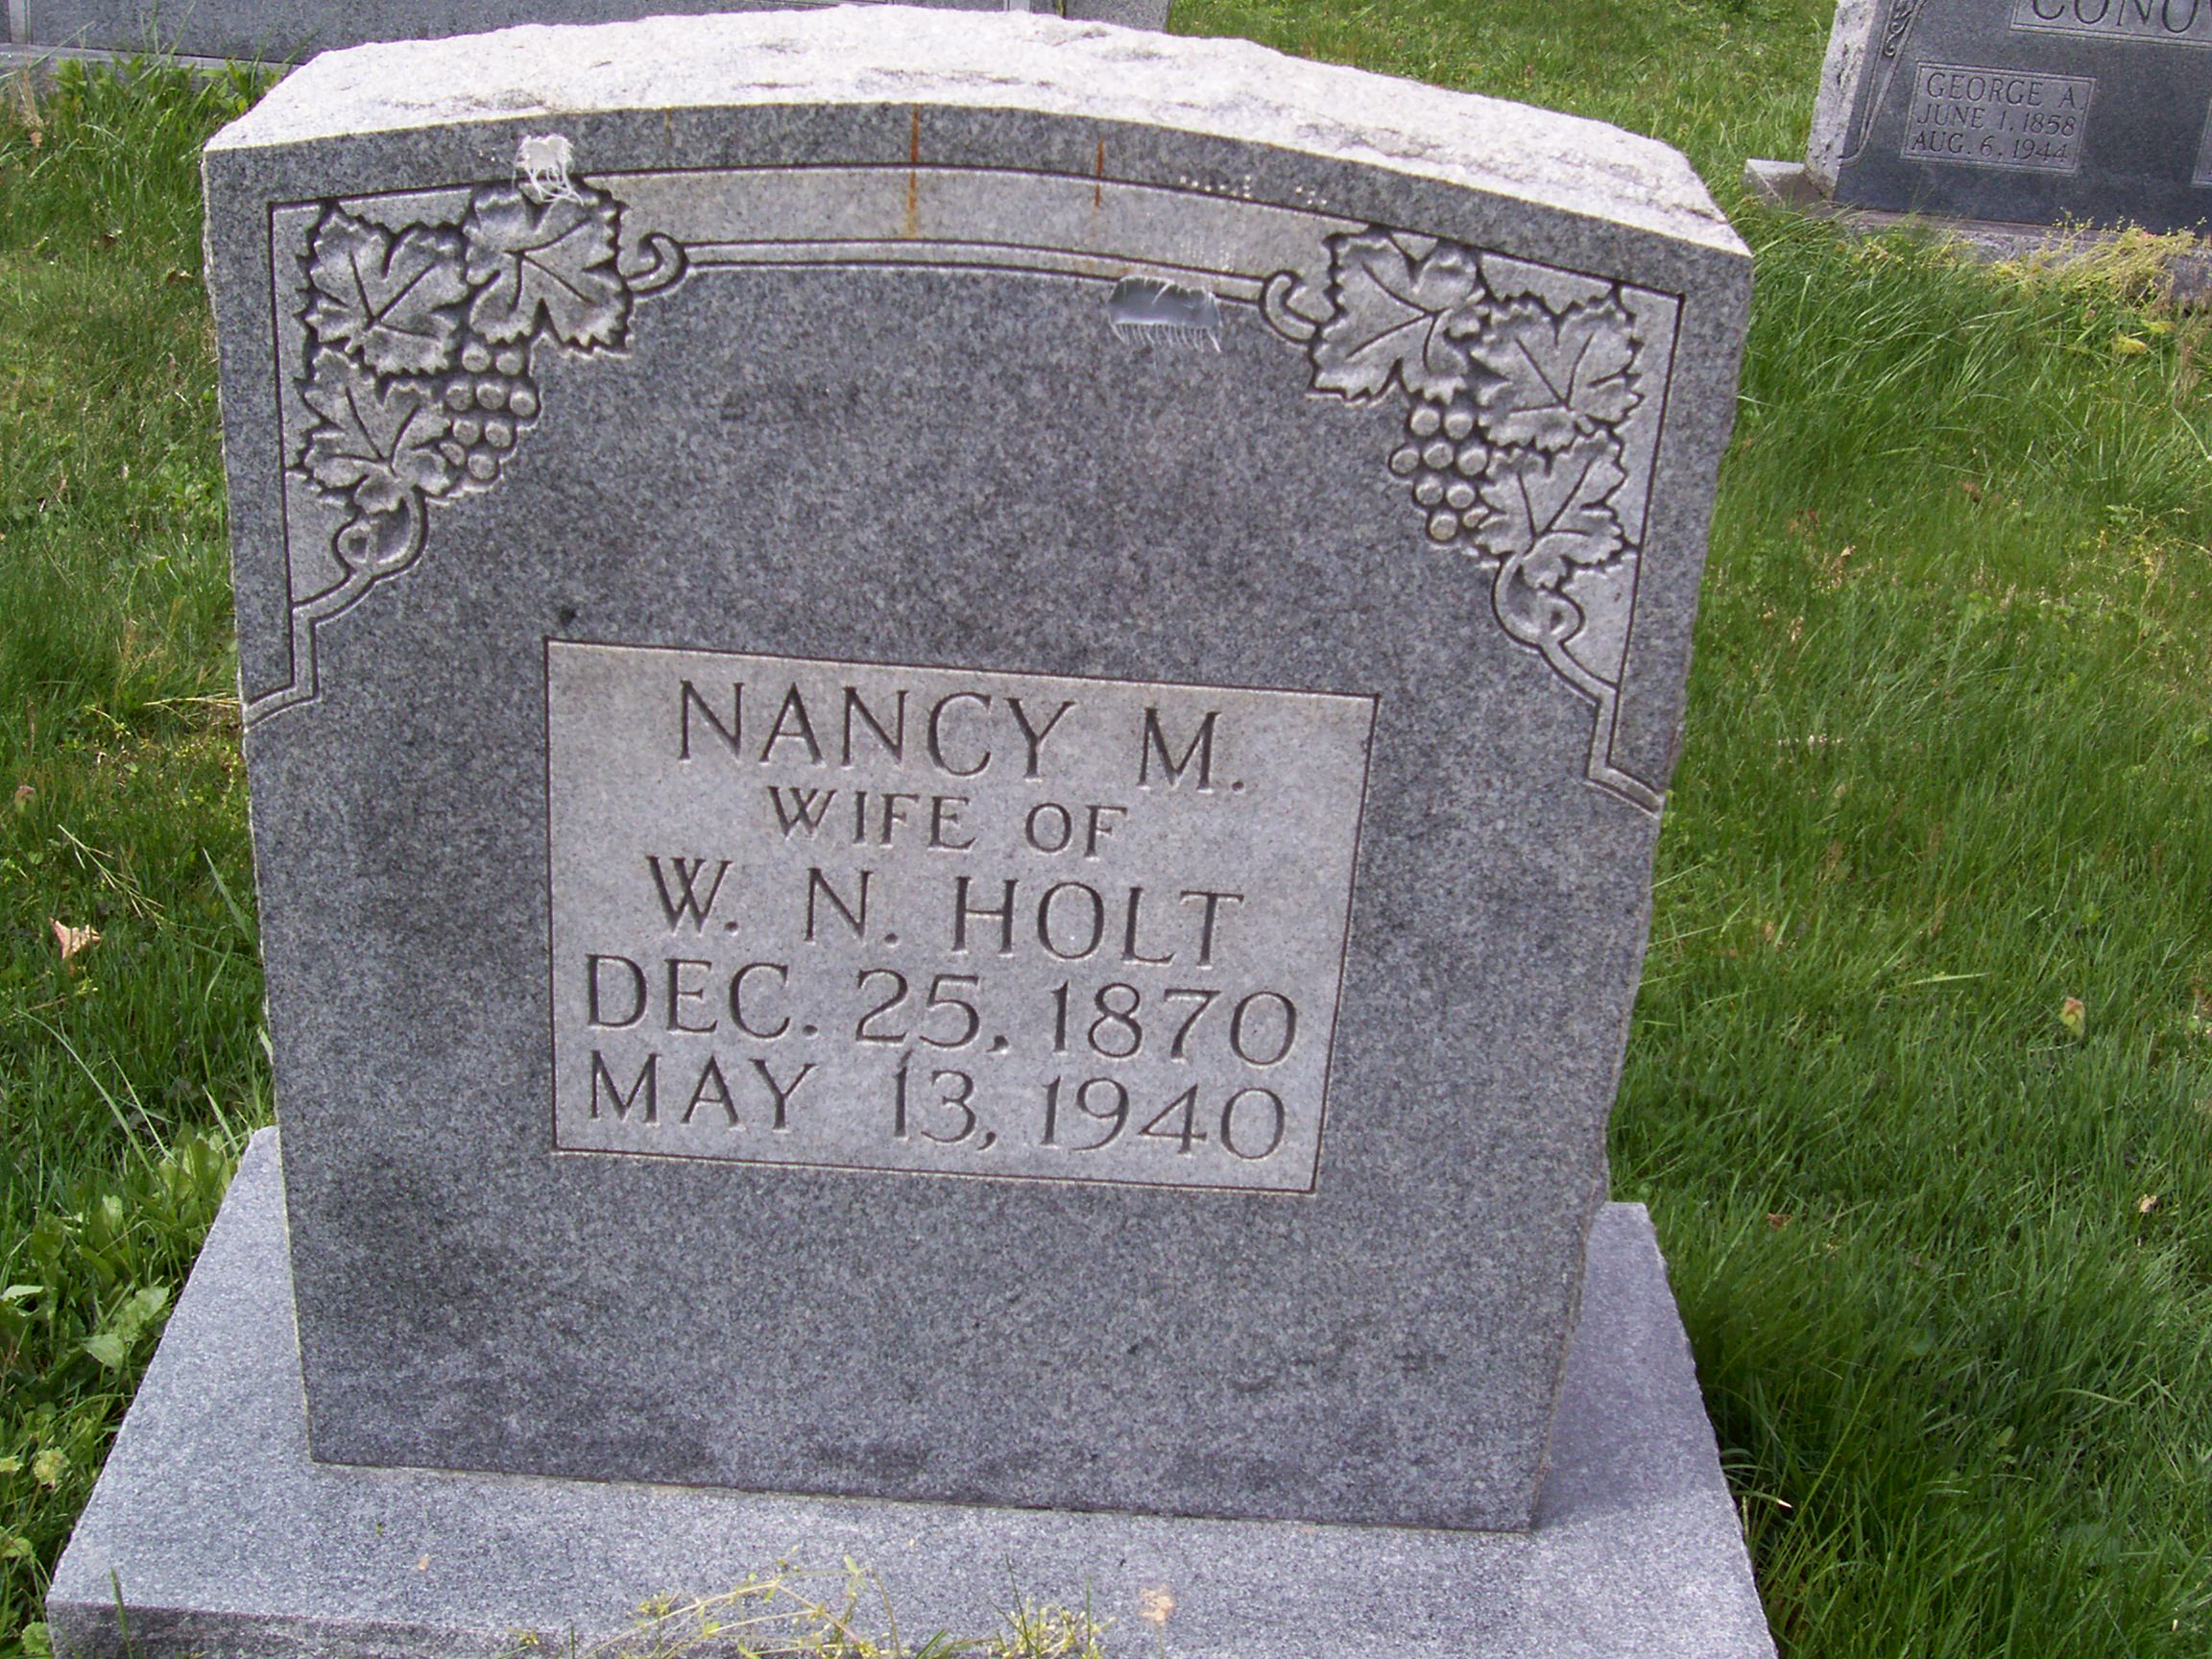 NANCY M.
WIFE OF
W. N. HOLT
DEC. 25, 1870
MAY 13, 1940
GEORGE A.
JUNE 1, 1858
AUG. 6, 1944